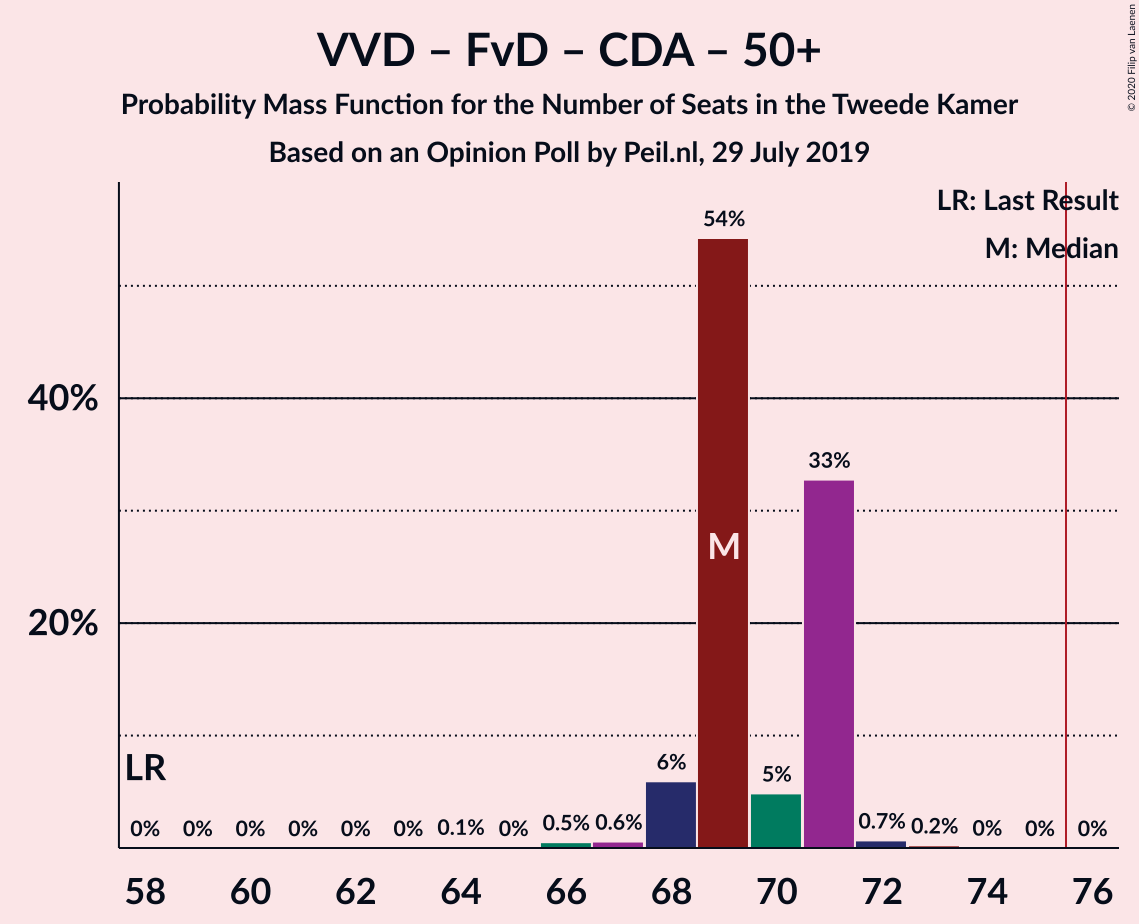 VVD – FvD – CDA – 50+
Probability Mass Function for the Number of Seats in the Tweede Kamer
Based on an Opinion Poll by Peil.nl, 29 July 2019
© 2020 Filip van Laenen
LR: Last Result
M: Median
54%
40%
33%
M
20%
LR
6%
5%
0% 0% 0% 0% 0% 0% 0.1% 0% 0.5% 0.6% 0.7% 0.2% 0% 0% 0%
58 60 62 64 66 68 70 72 74 76